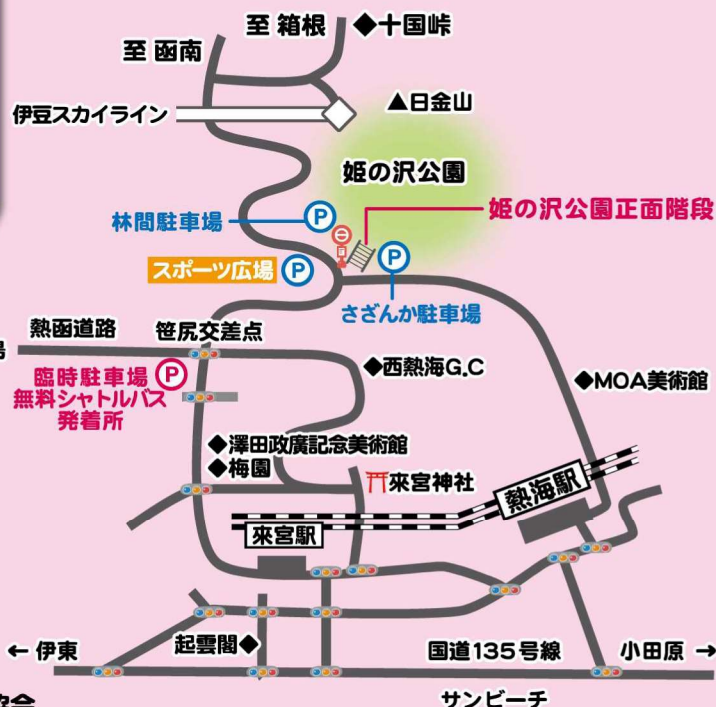 至 箱根 ◆十国峠
至 函南
伊豆スカイライン
▲日金山
姫の沢公園
林間駐車場 P
姫の沢公園正面階段
スポーツ広場 P
P
さざんか駐車場
熱函道路 笹尻交差点
臨時駐車場 P
無料シャトルバス
発着所
◆西熱海G.C
◆MOA美術館
◆澤田政廣記念美術館
◆梅園
來宮神社
熱海駅
來宮駅
起雲閣◆
← 伊東
国道135号線
小田原 →
サンビーチ